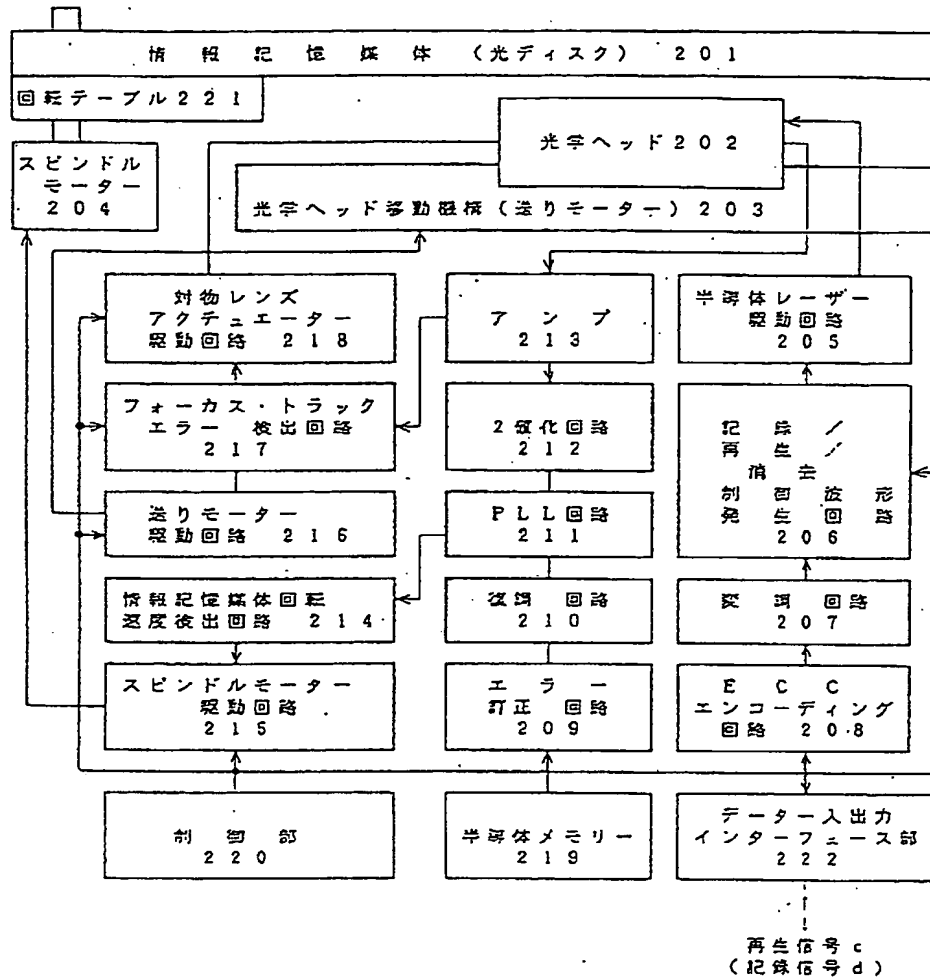 情報記憶媒体(光ディスク) 201
回転テーブル221
光学ヘッド202
スピンドル
モーター
204
光学ヘッド移動機構(送りモーター)203
対物レンズ
アクチュエーター
駆動回路 218
アンプ
213
半導体レーザー
駆動回路
205
フォーカス・トラック
エラー 検出回路
217
2値化回路
212
記録/
再生/
消去
制御波形
発生回路
206
送りモーター
駆動回路 216
PLL回路
211
情報記憶媒体回転
速度検出回路 214
復調 回路
210
変調 回路
207
スピンドルモーター
駆動回路
215
エラー
訂正 回路
209
ECC
エンコーディング
回路 208
制御部
220
半導体メモリー
219
データー入出力
インターフェース部
222
再生信号c
(記録信号d)